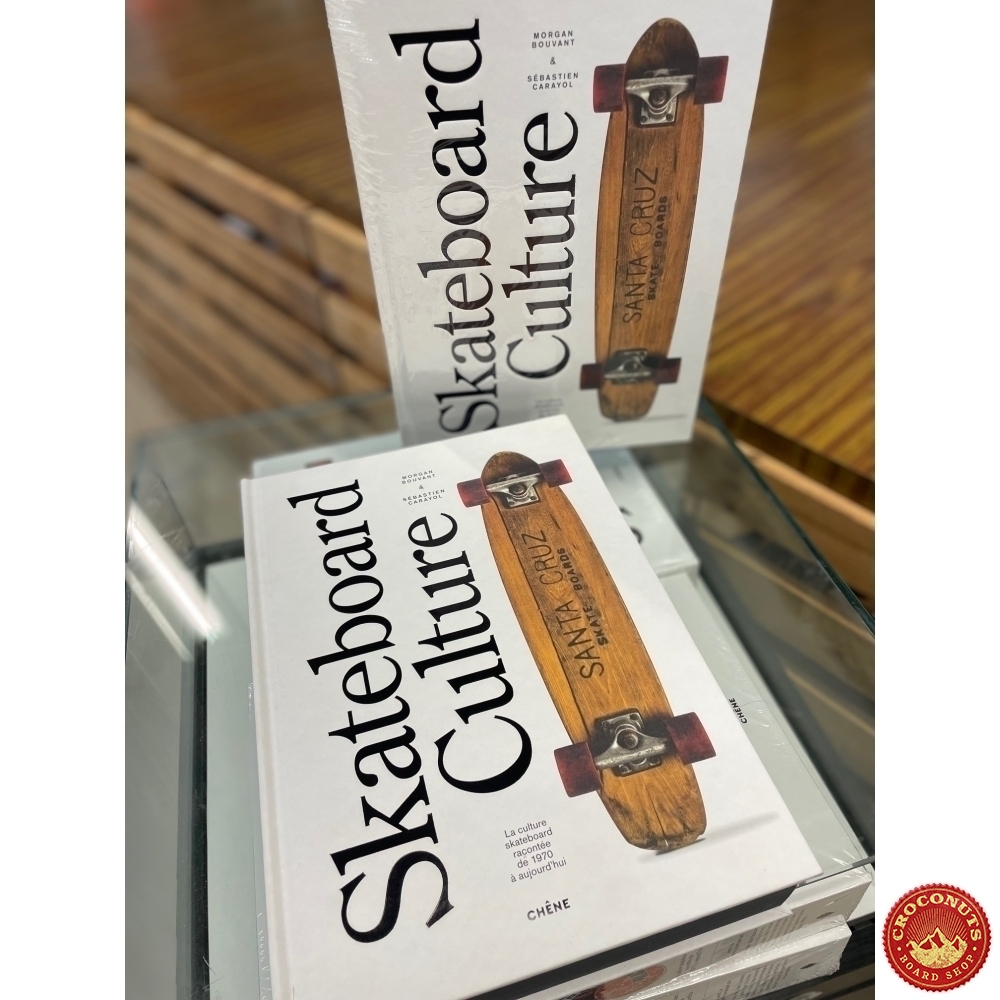 Skateboard
Culture
MORGAN
BOUVANT
&
SÉBASTIEN
CARAYOL
SANTA CRUZ
SKATE BOARDS
Skateboard
Culture
MORGAN
BOUVANT
&
SÉBASTIEN
CARAYOL
SANTA CRUZ
SKATE BOARDS
La culture
skateboard
raçontée
de 1970
à aujourd'hui
CHÊNE
CHÊNE
CROCONUTS
BOARD SHOP